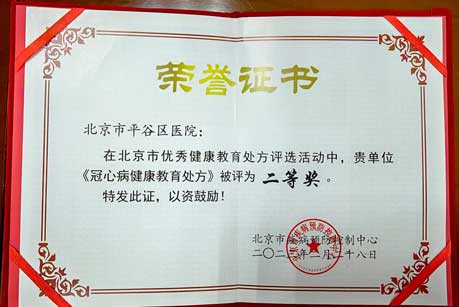 荣誉证书
北京市平谷区医院：
在北京市优秀健康教育处方评选活动中，贵单位
《冠心病健康教育处方》被评为 二等奖 。
特发此证，以资鼓励！
北京市疾病预防控制中心
二〇二 年 月二十八日